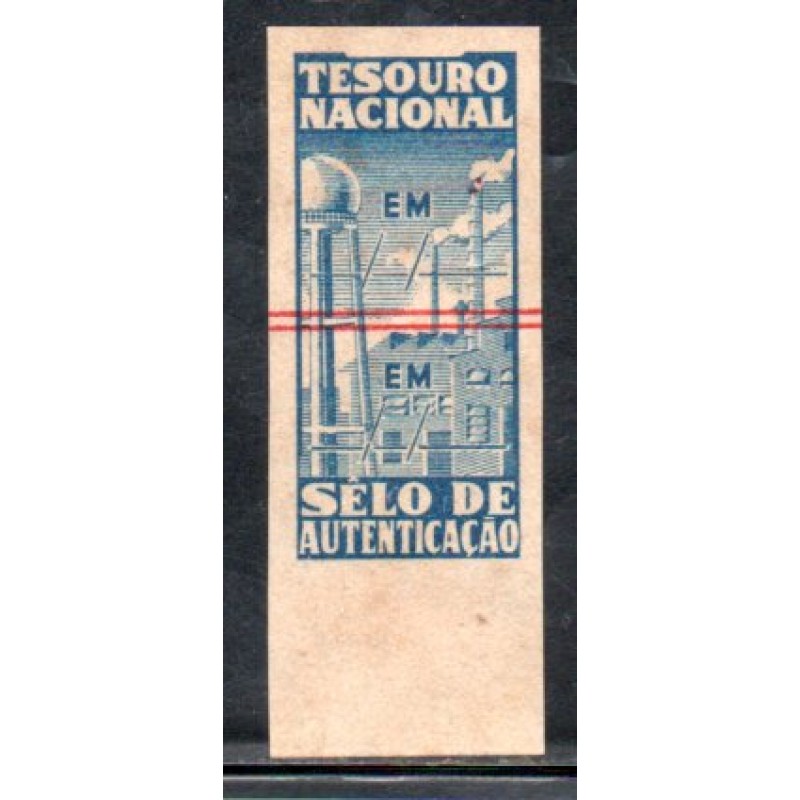 TESOURO
NACIONAL
EM
/ /
EM
/ /
SÊLO DE
AUTENTICAÇÃO